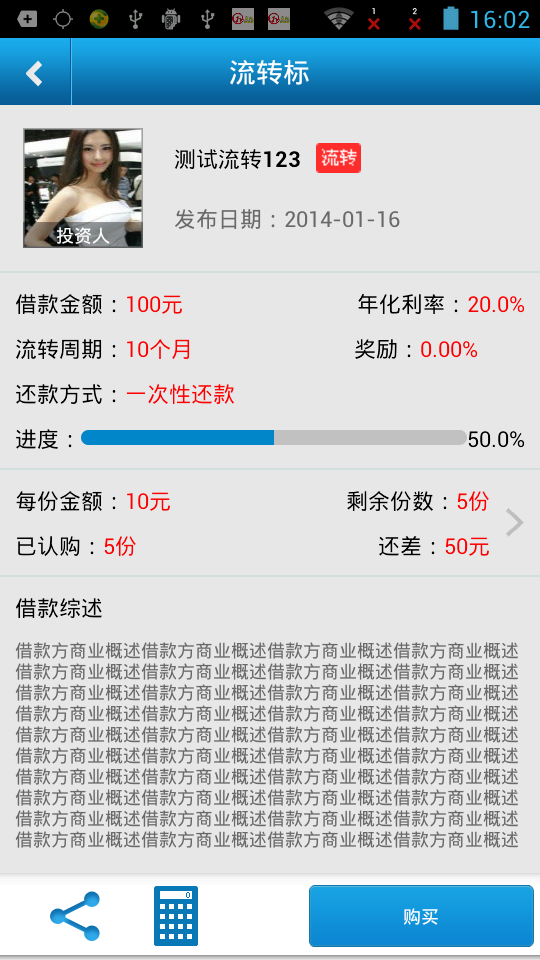 1 2 16:02
流转标
测试流转123 流转
发布日期：2014-01-16
投资人
借款金额：100元 年化利率：20.0%
流转周期：10个月 奖励：0.00%
还款方式：一次性还款
进度：50.0%
每份金额：10元 剩余份数：5份
已认购：5份 还差：50元
借款综述
借款方商业概述借款方商业概述借款方商业概述借款方商业概述
借款方商业概述借款方商业概述借款方商业概述借款方商业概述
借款方商业概述借款方商业概述借款方商业概述借款方商业概述
借款方商业概述借款方商业概述借款方商业概述借款方商业概述
借款方商业概述借款方商业概述借款方商业概述借款方商业概述
借款方商业概述借款方商业概述借款方商业概述借款方商业概述
借款方商业概述借款方商业概述借款方商业概述借款方商业概述
借款方商业概述借款方商业概述借款方商业概述借款方商业概述
借款方商业概述借款方商业概述借款方商业概述借款方商业概述
借款方商业概述借款方商业概述借款方商业概述借款方商业概述
0
购买